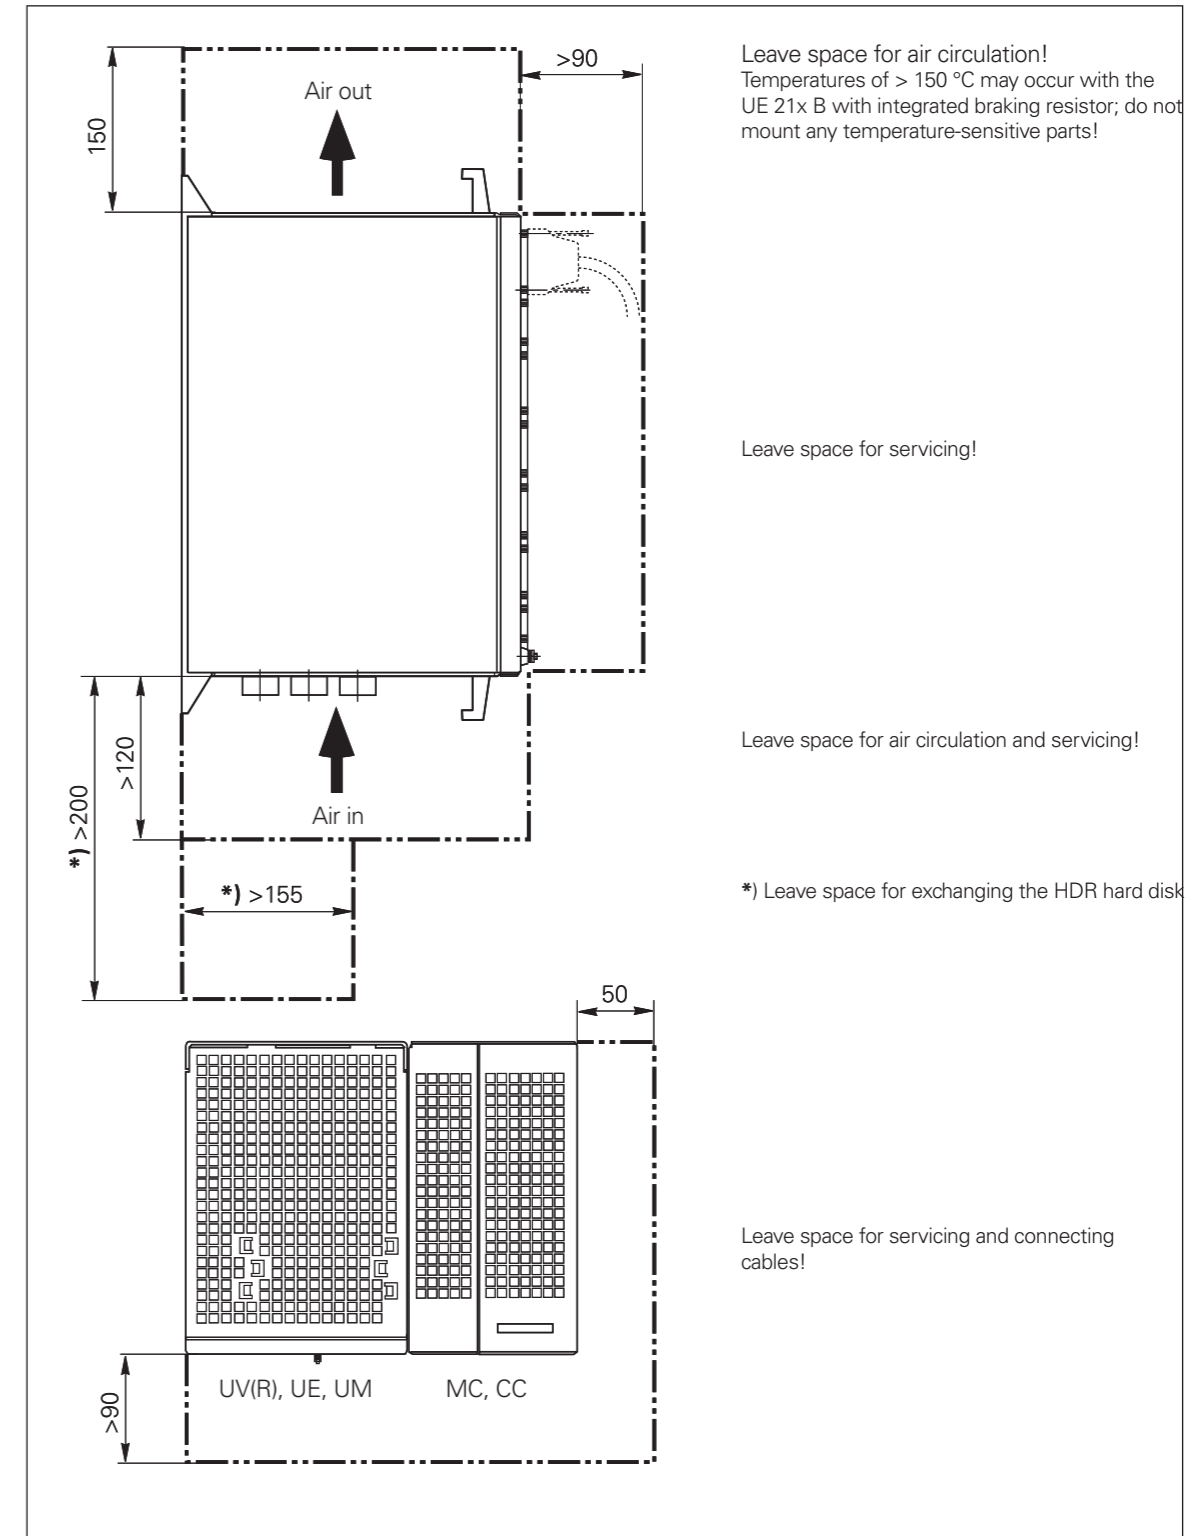 >90
Leave space for air circulation!
Temperatures of > 150 °C may occur with the
UE 21x B with integrated braking resistor; do not
mount any temperature-sensitive parts!
Air out
150
Leave space for servicing!
Leave space for air circulation and servicing!
>120
*) >200
Air in
*) >155
*) Leave space for exchanging the HDR hard disk
50
Leave space for servicing and connecting
cables!
UV(R), UE, UM
MC, CC
>90